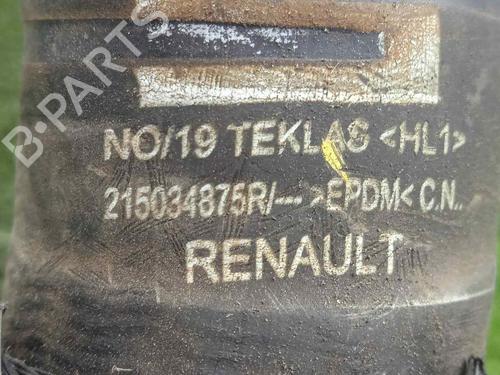 B-PARTS
NO/19 TEKLAS <HL1>
215034875R/--- >EPDM< C.N..
RENAULT